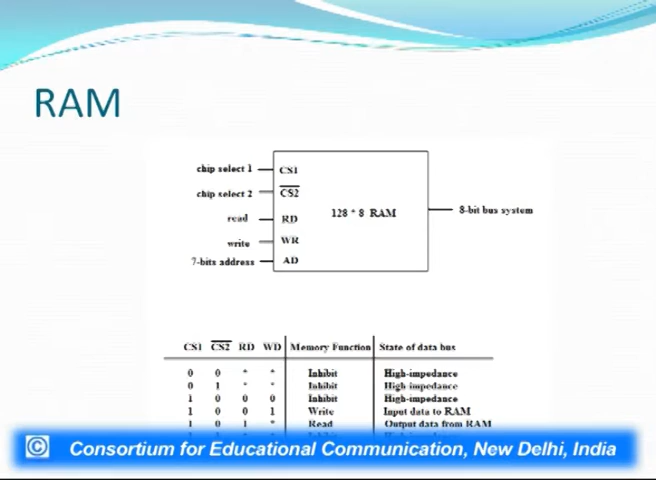 RAM
chip select 1 CS1
chip select 2 CS2
read RD
128 * 8 RAM
8-bit bus system
write WR
7-bits address AD
CS1 CS2 RD WD Memory Function State of data bus
0 0 * * Inhibit High-impedance
0 1 * * Inhibit High-impedance
1 0 0 0 Inhibit High-impedance
1 0 0 1 Write Input data to RAM
1 0 1 * Read Output data from RAM
© Consortium for Educational Communication, New Delhi, India